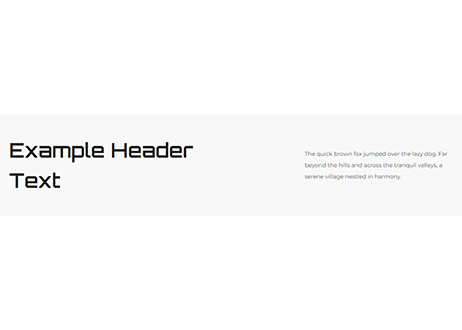 Example Header
Text
The quick brown fox jumped over the lazy dog. Far
beyond the hills and across the tranquil valleys, a
serene village nestled in harmony.